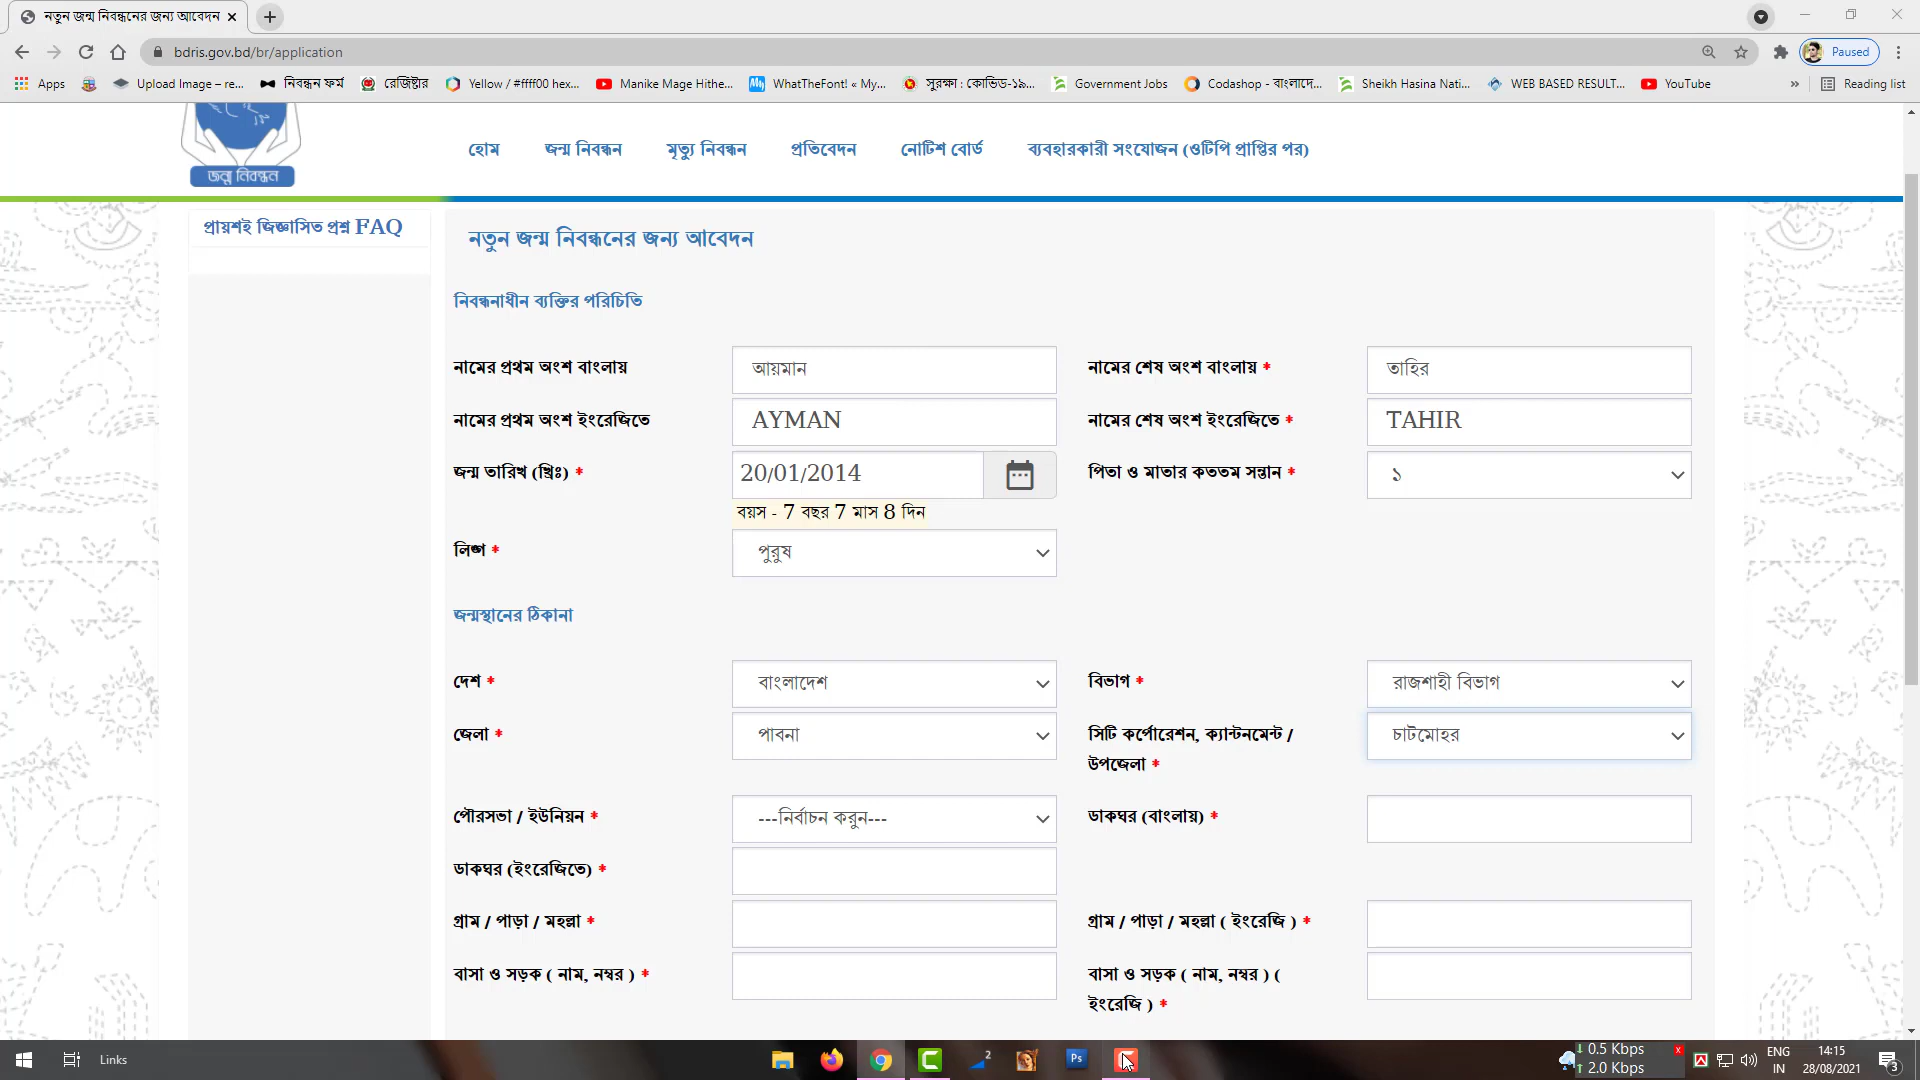 নতুন জন্ম নিবন্ধনের জন্য আবেদন
bdris.gov.bd/br/application
Paused
Apps
Upload Image – re...
নিবন্ধন ফর্ম
রেজিষ্টার
Yellow / #ffff00 hex...
Manike Mage Hithe...
WhatTheFont! « My...
সুরক্ষা : কোভিড-১৯...
Government Jobs
Codashop - বাংলাদে...
Sheikh Hasina Nati...
WEB BASED RESULT...
YouTube
»
Reading list
জন্ম নিবন্ধন
হোম
জন্ম নিবন্ধন
মৃত্যু নিবন্ধন
প্রতিবেদন
নোটিশ বোর্ড
ব্যবহারকারী সংযোজন (ওটিপি প্রাপ্তির পর)
প্রায়শই জিজ্ঞাসিত প্রশ্ন FAQ
নতুন জন্ম নিবন্ধনের জন্য আবেদন
নিবন্ধনাধীন ব্যক্তির পরিচিতি
নামের প্রথম অংশ বাংলায় আয়মান নামের শেষ অংশ বাংলায় * তাহির
নামের প্রথম অংশ ইংরেজিতে AYMAN নামের শেষ অংশ ইংরেজিতে * TAHIR
জন্ম তারিখ (খ্রিঃ) * 20/01/2014 পিতা ও মাতার কততম সন্তান * ১
বয়স - 7 বছর 7 মাস 8 দিন
লিঙ্গ * পুরুষ
জন্মস্থানের ঠিকানা
দেশ * বাংলাদেশ বিভাগ * রাজশাহী বিভাগ
জেলা * পাবনা সিটি কর্পোরেশন, ক্যান্টনমেন্ট / চাটমোহর
উপজেলা *
পৌরসভা / ইউনিয়ন * ---নির্বাচন করুন--- ডাকঘর (বাংলায়) *
ডাকঘর (ইংরেজিতে) *
গ্রাম / পাড়া / মহল্লা * গ্রাম / পাড়া / মহল্লা ( ইংরেজি ) *
বাসা ও সড়ক ( নাম, নম্বর ) * বাসা ও সড়ক ( নাম, নম্বর ) (
ইংরেজি ) *
Links
2
Ps
↓ 0.5 Kbps
↑ 2.0 Kbps
x
ENG
IN
14:15
28/08/2021
3